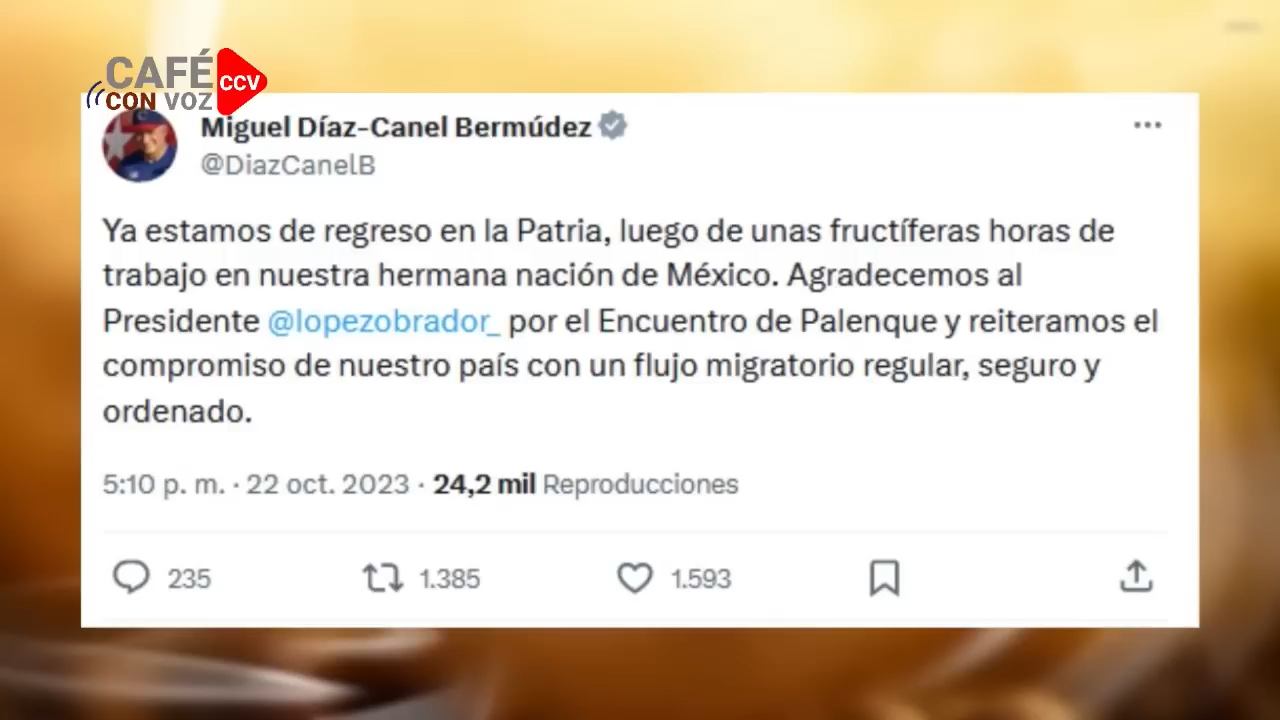 CAFÉ
CON VOZ
CCV
Miguel Díaz-Canel Bermúdez
@DiazCanelB
Ya estamos de regreso en la Patria, luego de unas fructíferas horas de
trabajo en nuestra hermana nación de México. Agradecemos al
Presidente @lopezobrador_ por el Encuentro de Palenque y reiteramos el
compromiso de nuestro país con un flujo migratorio regular, seguro y
ordenado.
5:10 p. m. · 22 oct. 2023 · 24,2 mil Reproducciones
235 1.385 1.593